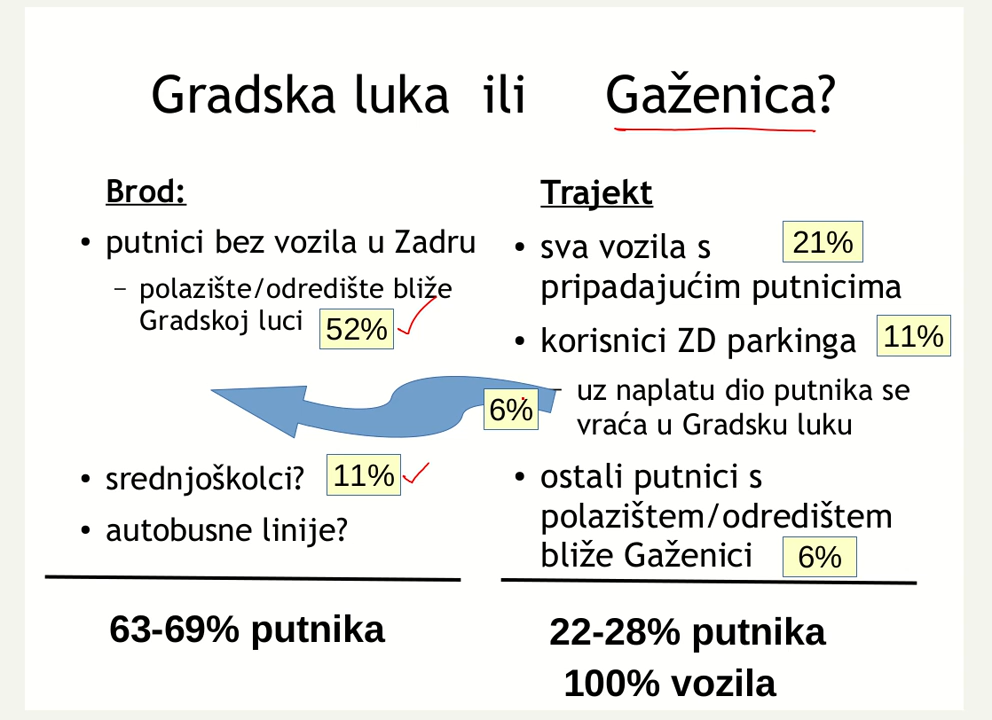 Gradska luka ili Gaženica?
Brod:
• putnici bez vozila u Zadru
– polazište/odredište bliže
Gradskoj luci 52%
• srednjoškolci? 11%
• autobusne linije?
63-69% putnika
Trajekt
• sva vozila s 21%
pripadajućim putnicima
• korisnici ZD parkinga 11%
– uz naplatu dio putnika se
vraća u Gradsku luku
6%
• ostali putnici s
polazištem/odredištem
bliže Gaženici 6%
22-28% putnika
100% vozila